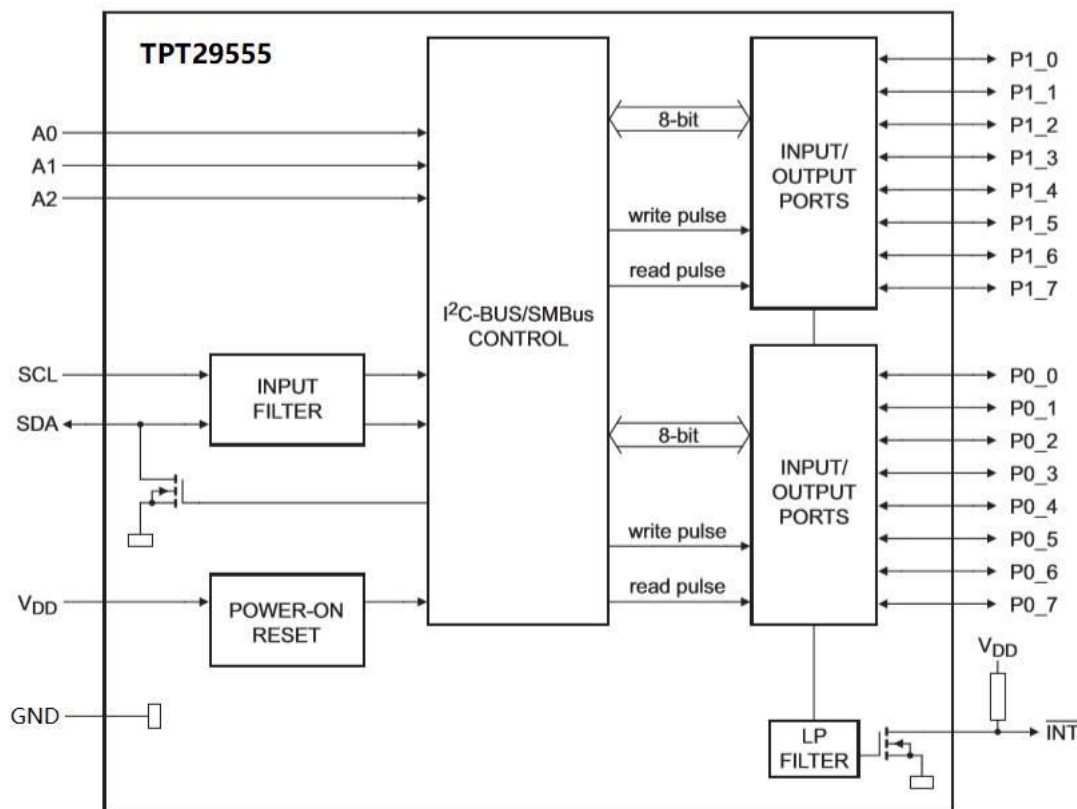 TPT29555
A0
A1
A2
SCL
SDA
VDD
GND
INPUT
FILTER
POWER-ON
RESET
I²C-BUS/SMBus
CONTROL
8-bit
write pulse
read pulse
8-bit
write pulse
read pulse
INPUT/
OUTPUT
PORTS
INPUT/
OUTPUT
PORTS
LP
FILTER
P1_0
P1_1
P1_2
P1_3
P1_4
P1_5
P1_6
P1_7
P0_0
P0_1
P0_2
P0_3
P0_4
P0_5
P0_6
P0_7
VDD
INT